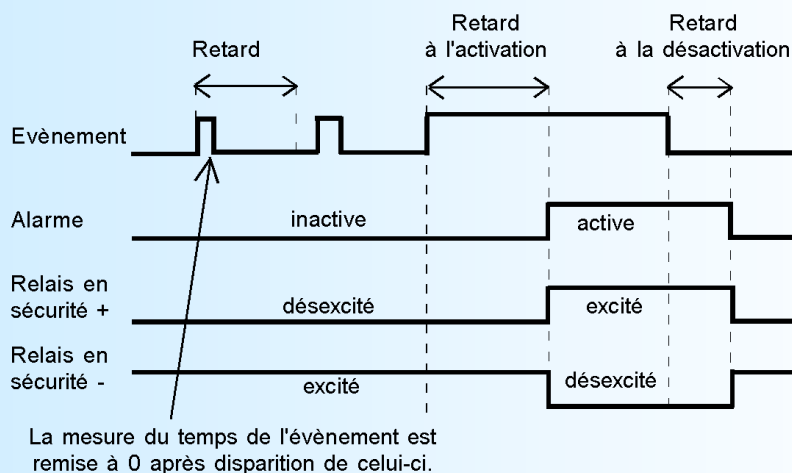 Retard
Retard
à l'activation
Retard
à la désactivation
Evènement
Alarme
inactive
active
Relais en
sécurité +
désexcité
excité
Relais en
sécurité -
excité
désexcité
La mesure du temps de l'évènement est
remise à 0 après disparition de celui-ci.